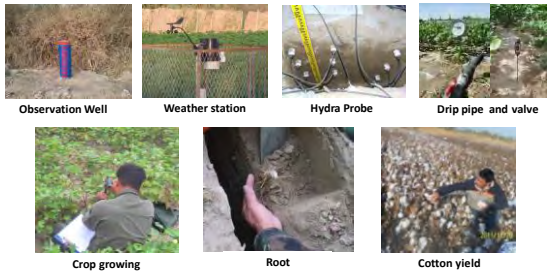 Observation Well
Weather station
Hydra Probe
Drip pipe and valve
Crop growing
Root
Cotton yield